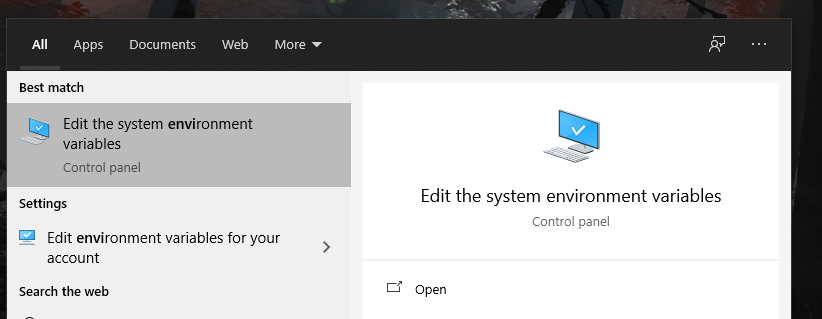 All Apps Documents Web More
Best match
Edit the system environment
variables
Control panel
Settings
Edit environment variables for your
account
Search the web
Edit the system environment variables
Control panel
Open